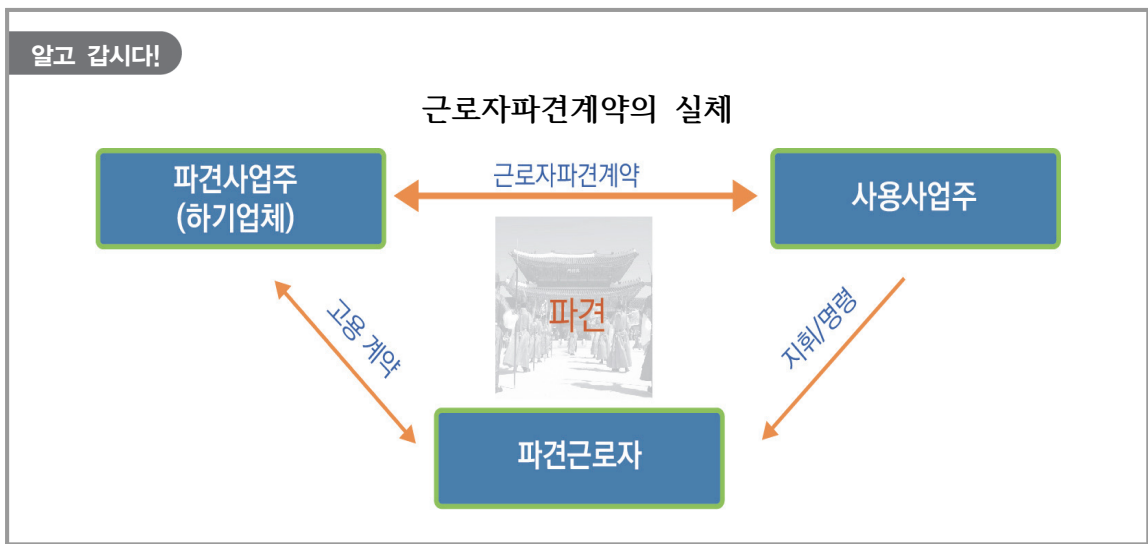 알고 갑시다!
근로자파견계약의 실체
파견사업주
(하기업체)
근로자파견계약
사용사업주
파견
고용 계약
지휘/명령
파견근로자